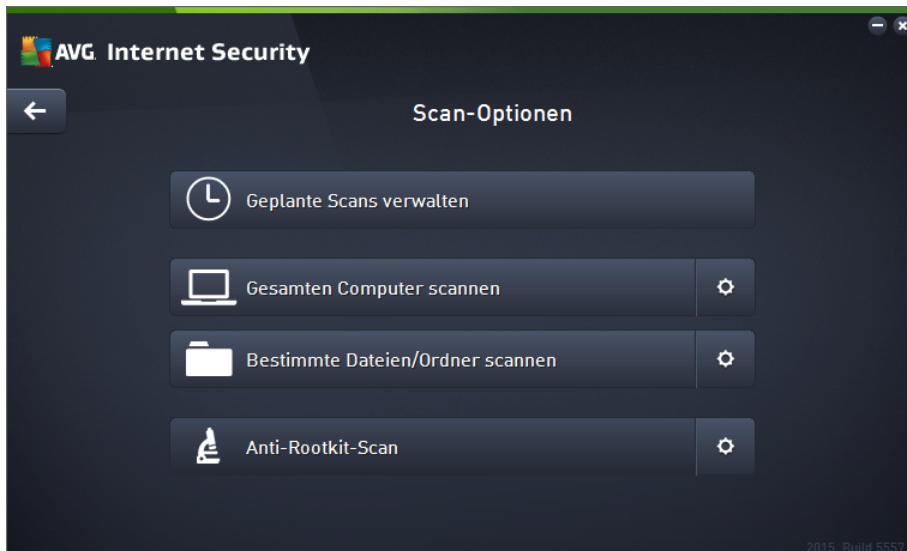 AVG. Internet Security
Scan-Optionen
Geplante Scans verwalten
Gesamten Computer scannen
Bestimmte Dateien/Ordner scannen
Anti-Rootkit-Scan
2015 Build 5557